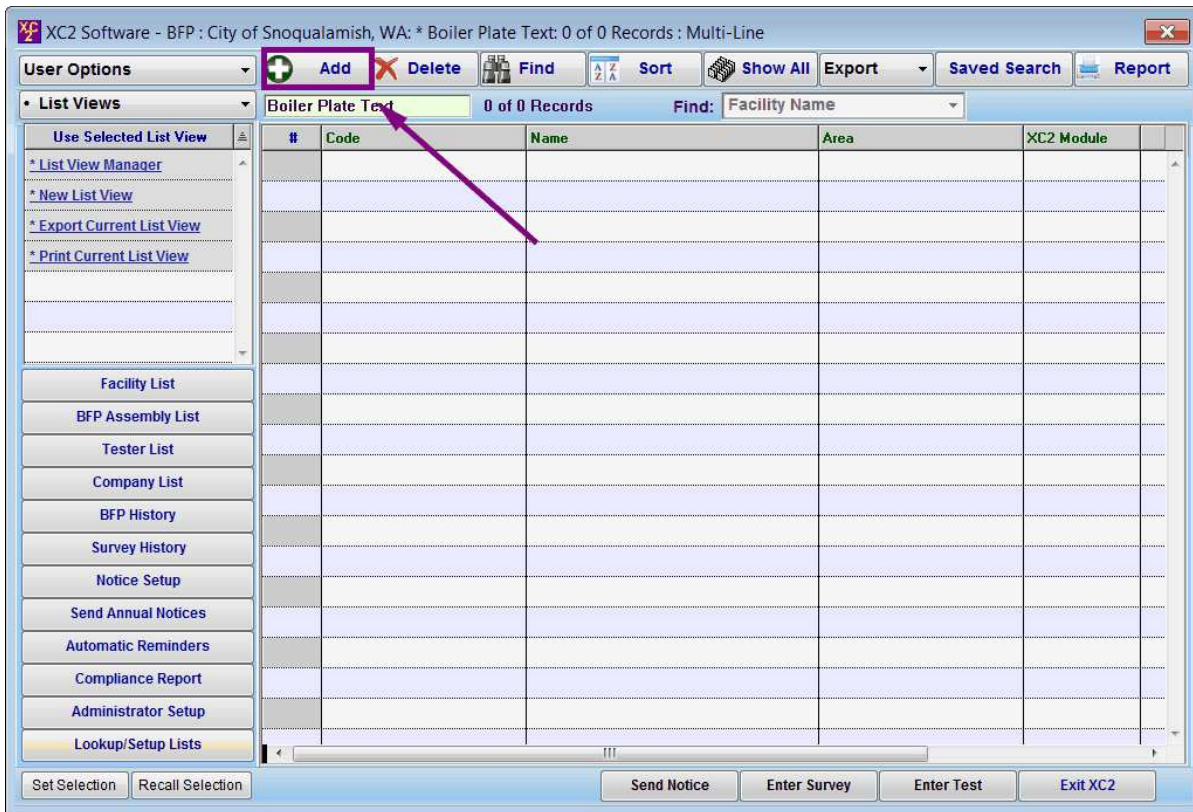 XC2 Software - BFP : City of Snoqualamish, WA: * Boiler Plate Text: 0 of 0 Records : Multi-Line
User Options Add Delete Find Sort Show All Export Saved Search Report
• List Views Boiler Plate Text 0 of 0 Records Find: Facility Name
Use Selected List View # Code Name Area XC2 Module
* List View Manager
* New List View
* Export Current List View
* Print Current List View
Facility List
BFP Assembly List
Tester List
Company List
BFP History
Survey History
Notice Setup
Send Annual Notices
Automatic Reminders
Compliance Report
Administrator Setup
Lookup/Setup Lists
Set Selection Recall Selection Send Notice Enter Survey Enter Test Exit XC2